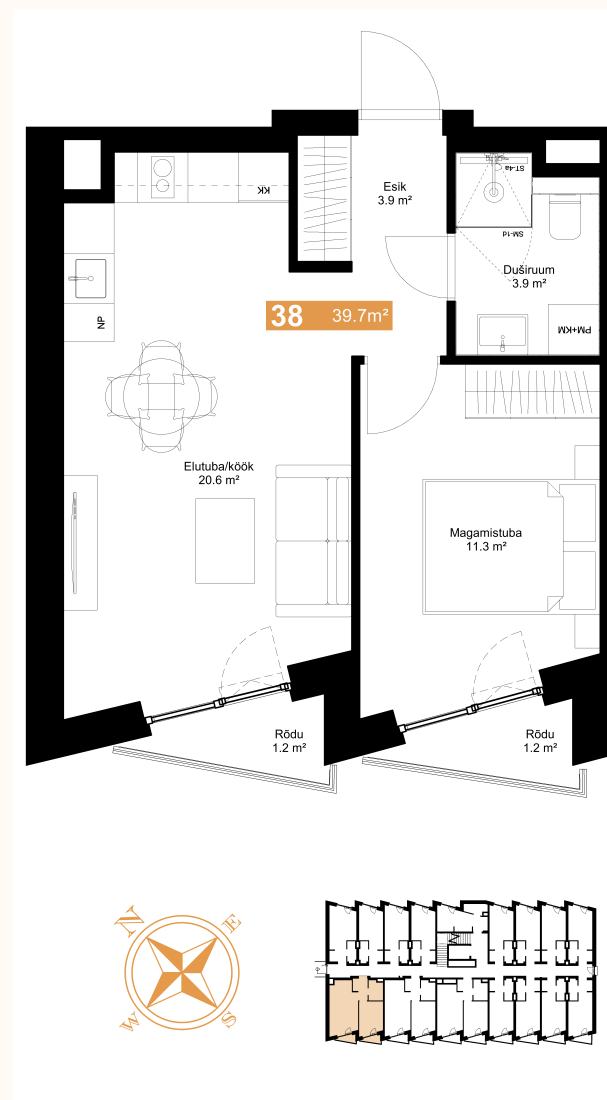 ST-4a
KK
Esik
3.9 m²
SM-1d
Duširuum
3.9 m²
38 39.7m²
NP
PM+KM
Elutuba/köök
20.6 m²
Magamistuba
11.3 m²
Rõdu
1.2 m²
Rõdu
1.2 m²
N
E
W
S